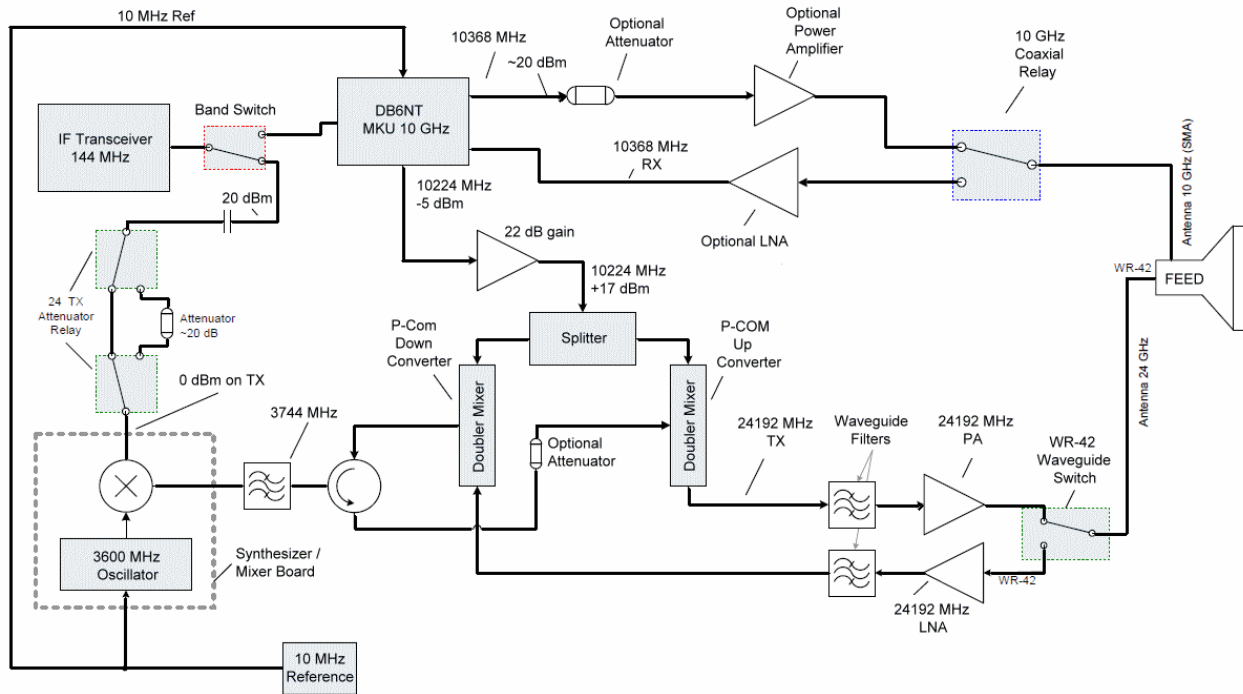 10 MHz Ref
10368 MHz
~20 dBm
Optional
Attenuator
Optional
Power
Amplifier
10 GHz
Coaxial
Relay
Band Switch
IF Transceiver
144 MHz
DB6NT
MKU 10 GHz
10368 MHz
RX
Optional LNA
Antenna 10 GHz (SMA)
20 dBm
10224 MHz
-5 dBm
22 dB gain
10224 MHz
+17 dBm
WR-42
FEED
24 TX
Attenuator
Relay
Attenuator
~20 dB
P-Com
Down
Converter
Splitter
P-COM
Up
Converter
Antenna 24 GHz
0 dBm on TX
3744 MHz
Doubler Mixer
Optional
Attenuator
Doubler Mixer
24192 MHz
TX
Waveguide
Filters
24192 MHz
PA
WR-42
Waveguide
Switch
3600 MHz
Oscillator
Synthesizer /
Mixer Board
WR-42
24192 MHz
LNA
10 MHz
Reference